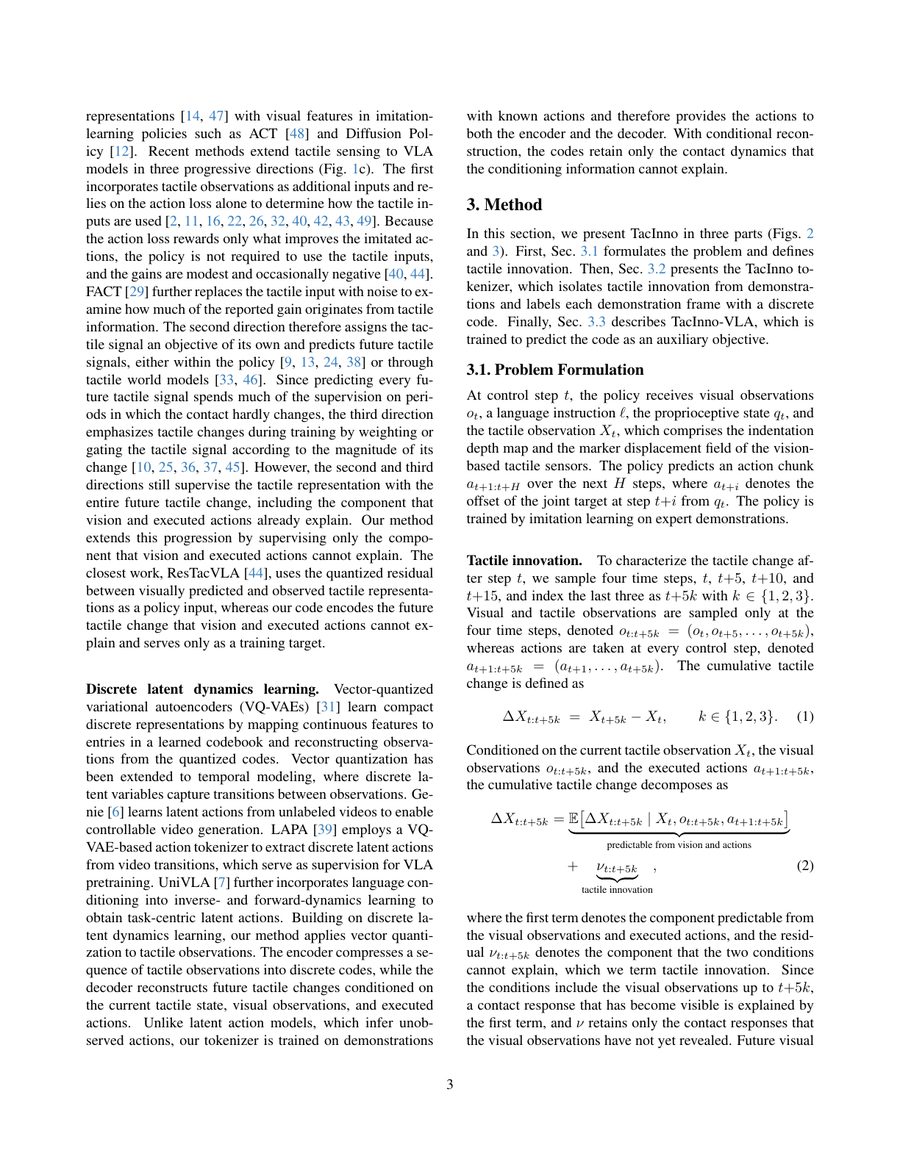 representations [14, 47] with visual features in imitation-
learning policies such as ACT [48] and Diffusion Pol-
icy [12]. Recent methods extend tactile sensing to VLA
models in three progressive directions (Fig. 1c). The first
incorporates tactile observations as additional inputs and re-
lies on the action loss alone to determine how the tactile in-
puts are used [2, 11, 16, 22, 26, 32, 40, 42, 43, 49]. Because
the action loss rewards only what improves the imitated ac-
tions, the policy is not required to use the tactile inputs,
and the gains are modest and occasionally negative [40, 44].
FACT [29] further replaces the tactile input with noise to ex-
amine how much of the reported gain originates from tactile
information. The second direction therefore assigns the tac-
tile signal an objective of its own and predicts future tactile
signals, either within the policy [9, 13, 24, 38] or through
tactile world models [33, 46]. Since predicting every fu-
ture tactile signal spends much of the supervision on peri-
ods in which the contact hardly changes, the third direction
emphasizes tactile changes during training by weighting or
gating the tactile signal according to the magnitude of its
change [10, 25, 36, 37, 45]. However, the second and third
directions still supervise the tactile representation with the
entire future tactile change, including the component that
vision and executed actions already explain. Our method
extends this progression by supervising only the compo-
nent that vision and executed actions cannot explain. The
closest work, ResTacVLA [44], uses the quantized residual
between visually predicted and observed tactile representa-
tions as a policy input, whereas our code encodes the future
tactile change that vision and executed actions cannot ex-
plain and serves only as a training target.
Discrete latent dynamics learning. Vector-quantized
variational autoencoders (VQ-VAEs) [31] learn compact
discrete representations by mapping continuous features to
entries in a learned codebook and reconstructing observa-
tions from the quantized codes. Vector quantization has
been extended to temporal modeling, where discrete la-
tent variables capture transitions between observations. Ge-
nie [6] learns latent actions from unlabeled videos to enable
controllable video generation. LAPA [39] employs a VQ-
VAE-based action tokenizer to extract discrete latent actions
from video transitions, which serve as supervision for VLA
pretraining. UniVLA [7] further incorporates language con-
ditioning into inverse- and forward-dynamics learning to
obtain task-centric latent actions. Building on discrete la-
tent dynamics learning, our method applies vector quanti-
zation to tactile observations. The encoder compresses a se-
quence of tactile observations into discrete codes, while the
decoder reconstructs future tactile changes conditioned on
the current tactile state, visual observations, and executed
actions. Unlike latent action models, which infer unob-
served actions, our tokenizer is trained on demonstrations
with known actions and therefore provides the actions to
both the encoder and the decoder. With conditional recon-
struction, the codes retain only the contact dynamics that
the conditioning information cannot explain.
3. Method
In this section, we present TacInno in three parts (Figs. 2
and 3). First, Sec. 3.1 formulates the problem and defines
tactile innovation. Then, Sec. 3.2 presents the TacInno to-
kenizer, which isolates tactile innovation from demonstra-
tions and labels each demonstration frame with a discrete
code. Finally, Sec. 3.3 describes TacInno-VLA, which is
trained to predict the code as an auxiliary objective.
3.1. Problem Formulation
At control step t, the policy receives visual observations
o_t, a language instruction ℓ, the proprioceptive state q_t, and
the tactile observation X_t, which comprises the indentation
depth map and the marker displacement field of the vision-
based tactile sensors. The policy predicts an action chunk
a_{t+1:t+H} over the next H steps, where a_{t+i} denotes the
offset of the joint target at step t+i from q_t. The policy is
trained by imitation learning on expert demonstrations.
Tactile innovation. To characterize the tactile change af-
ter step t, we sample four time steps, t, t+5, t+10, and
t+15, and index the last three as t+5k with k ∈ {1, 2, 3}.
Visual and tactile observations are sampled only at the
four time steps, denoted o_{t:t+5k} = (o_t, o_{t+5}, . . . , o_{t+5k}),
whereas actions are taken at every control step, denoted
a_{t+1:t+5k} = (a_{t+1}, . . . , a_{t+5k}). The cumulative tactile
change is defined as
ΔX_{t:t+5k} = X_{t+5k} − X_t, k ∈ {1, 2, 3}. (1)
Conditioned on the current tactile observation X_t, the visual
observations o_{t:t+5k}, and the executed actions a_{t+1:t+5k},
the cumulative tactile change decomposes as
ΔX_{t:t+5k} = 𝔼[ΔX_{t:t+5k} | X_t, o_{t:t+5k}, a_{t+1:t+5k}]
predictable from vision and actions
+ ν_{t:t+5k} , (2)
tactile innovation
where the first term denotes the component predictable from
the visual observations and executed actions, and the resid-
ual ν_{t:t+5k} denotes the component that the two conditions
cannot explain, which we term tactile innovation. Since
the conditions include the visual observations up to t+5k,
a contact response that has become visible is explained by
the first term, and ν retains only the contact responses that
the visual observations have not yet revealed. Future visual
3